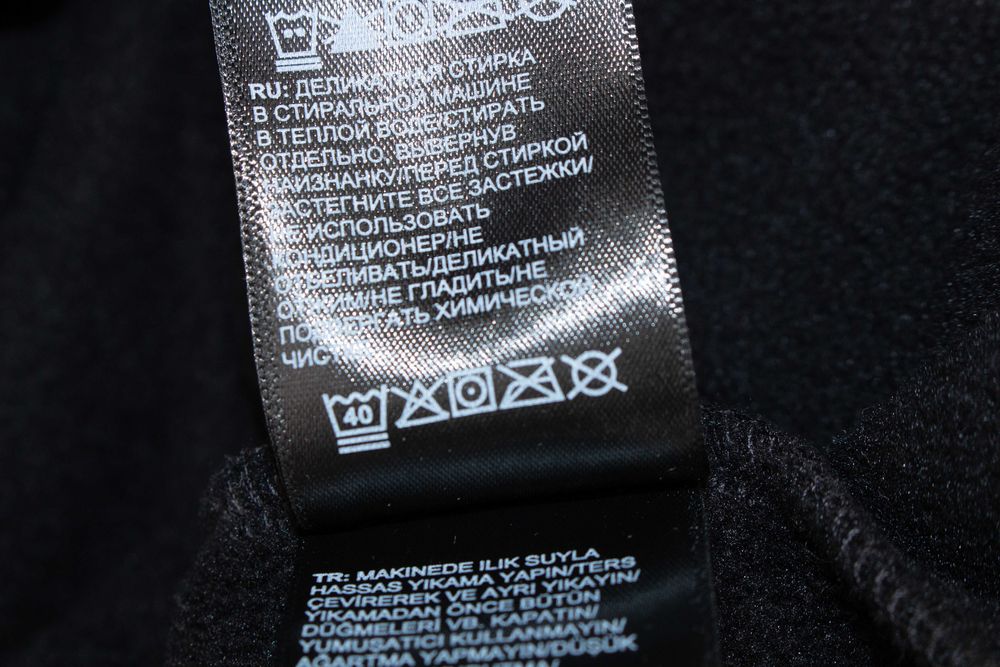 RU: ДЕЛИКАТНАЯ СТИРКА
В СТИРАЛЬНОЙ МАШИНЕ
В ТЕПЛОЙ ВОДЕ/СТИРАТЬ
ОТДЕЛЬНО, ВЫВЕРНУВ
НАИЗНАНКУ/ПЕРЕД СТИРКОЙ
ЗАСТЕГНИТЕ ВСЕ ЗАСТЕЖКИ/
НЕ ИСПОЛЬЗОВАТЬ
КОНДИЦИОНЕР/НЕ
ОТБЕЛИВАТЬ/ДЕЛИКАТНЫЙ
ОТЖИМ/НЕ ГЛАДИТЬ/НЕ
ПОДВЕРГАТЬ ХИМИЧЕСКОЙ
ЧИСТКЕ
40
TR: MAKINEDE ILIK SUYLA
HASSAS YIKAMA YAPIN/TERS
ÇEVİREREK VE AYRI YIKAYIN/
YIKAMADAN ÖNCE BÜTÜN
DÜĞMELERİ VB. KAPATIN/
YUMUŞATICI KULLANMAYIN/
AĞARTMA YAPMAYIN/DÜŞÜK